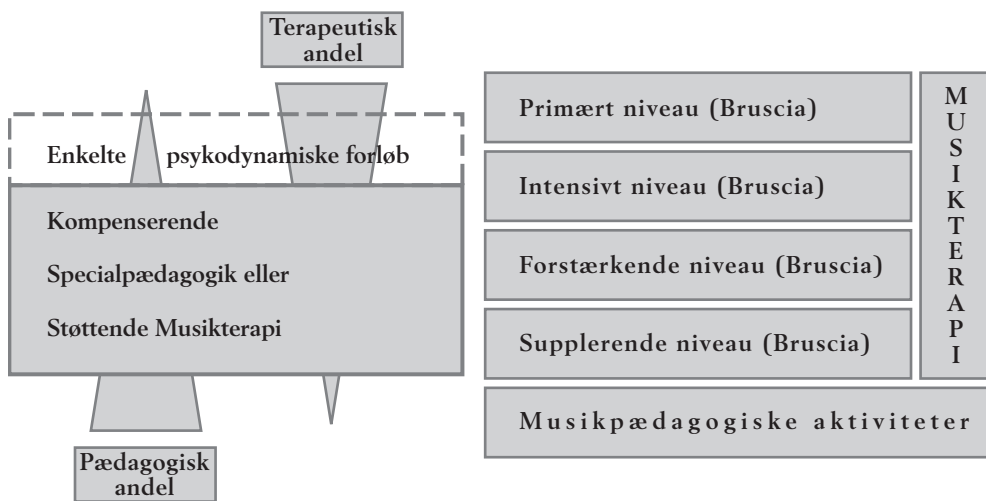 Terapeutisk
andel
Enkelte psykodynamiske forløb
Kompenserende
Specialpædagogik eller
Støttende Musikterapi
Pædagogisk
andel
Primært niveau (Bruscia)
Intensivt niveau (Bruscia)
Forstærkende niveau (Bruscia)
Supplerende niveau (Bruscia)
Musikpædagogiske aktiviteter
MUSIKTERAPI